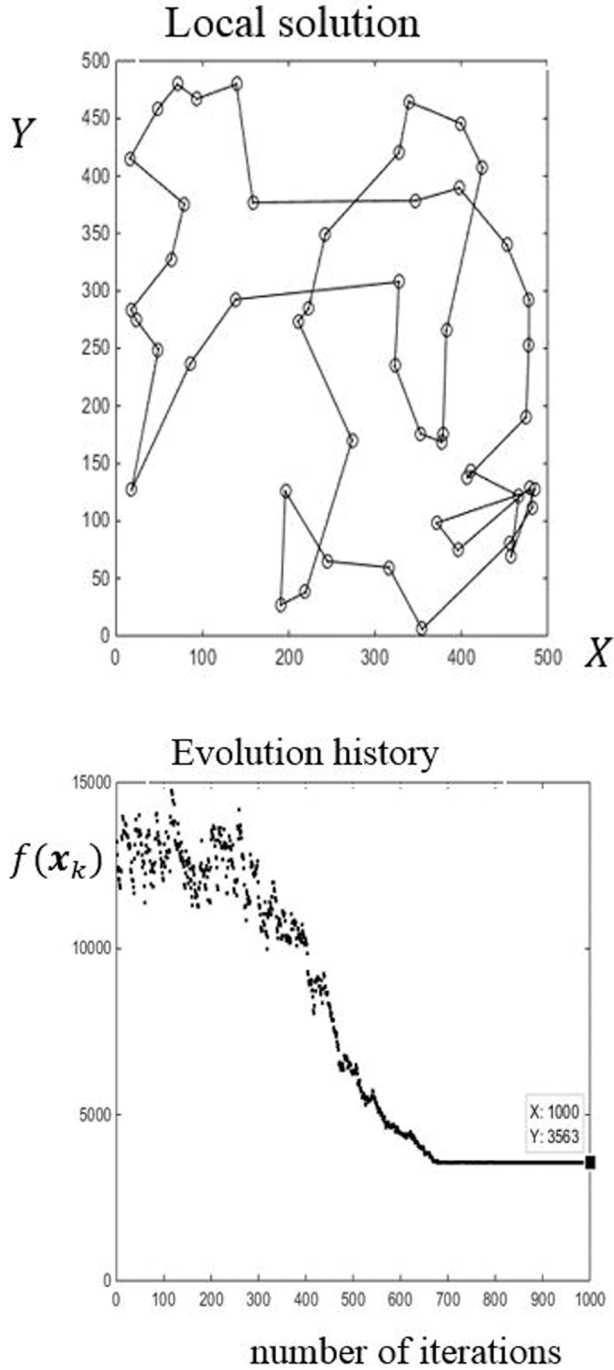 Local solution
500
Y
450
400
350
300
250
200
150
100
50
0
0 100 200 300 400 500
X
Evolution history
15000
f(xₖ)
10000
X: 1000
Y: 3563
5000
0
0 100 200 300 400 500 600 700 800 900 1000
number of iterations